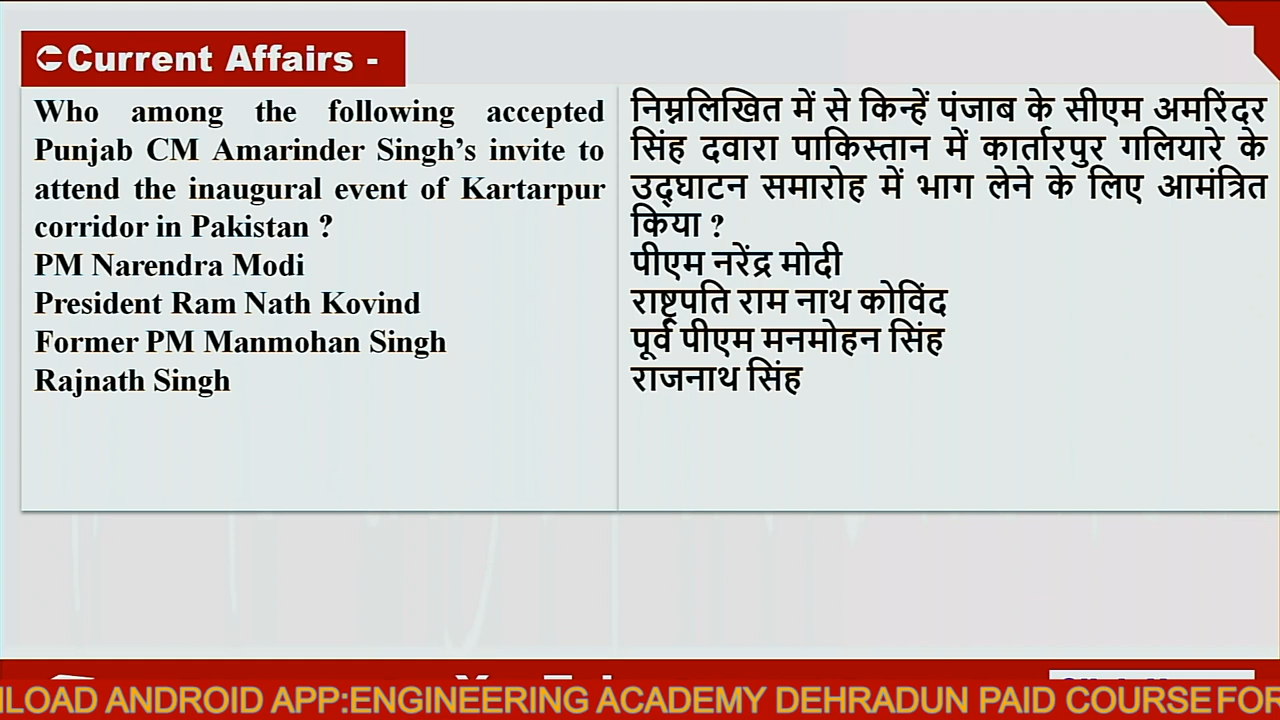 Current Affairs -
Who among the following accepted
Punjab CM Amarinder Singh's invite to
attend the inaugural event of Kartarpur
corridor in Pakistan ?
PM Narendra Modi
President Ram Nath Kovind
Former PM Manmohan Singh
Rajnath Singh
निम्नलिखित में से किन्हें पंजाब के सीएम अमरिंदर
सिंह दवारा पाकिस्तान में कार्तारपुर गलियारे के
उद्घाटन समारोह में भाग लेने के लिए आमंत्रित
किया ?
पीएम नरेंद्र मोदी
राष्ट्रपति राम नाथ कोविंद
पूर्व पीएम मनमोहन सिंह
राजनाथ सिंह
NLOAD ANDROID APP:ENGINEERING ACADEMY DEHRADUN PAID COURSE FOR